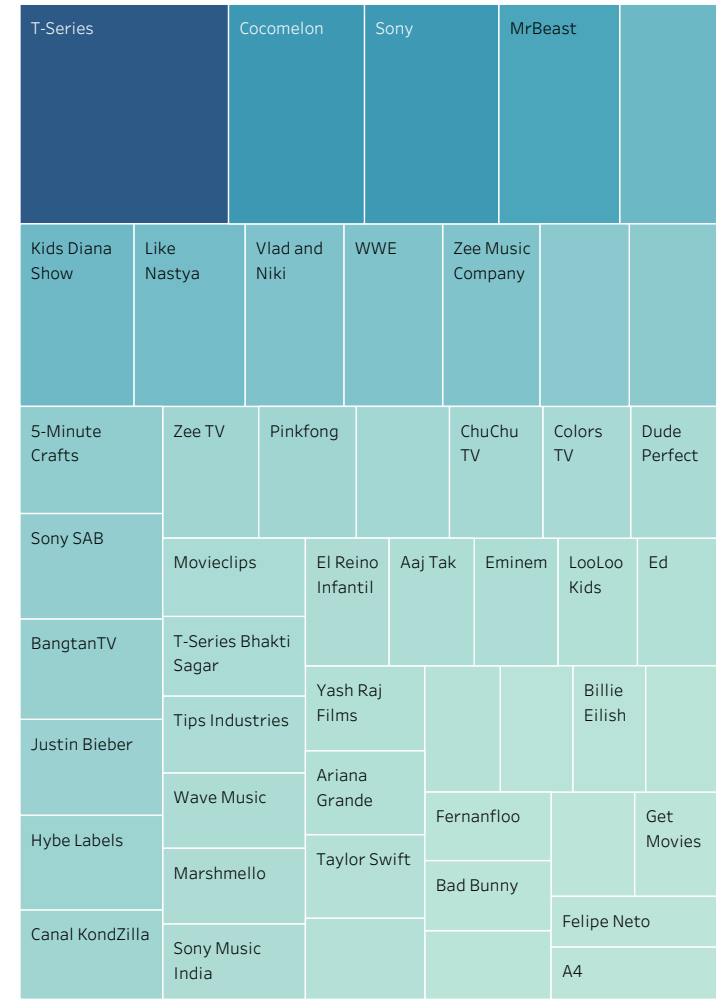 T-Series
Cocomelon
Sony
MrBeast
Kids Diana
Show
Like
Nastya
Vlad and
Niki
WWE
Zee Music
Company
5-Minute
Crafts
Sony SAB
BangtanTV
Justin Bieber
Hybe Labels
Canal KondZilla
Zee TV
Pinkfong
ChuChu
TV
Colors
TV
Dude
Perfect
Movieclips
T-Series Bhakti
Sagar
Tips Industries
Wave Music
Marshmello
Sony Music
India
El Reino
Infantil
Aaj Tak
Eminem
LooLoo
Kids
Ed
Yash Raj
Films
Ariana
Grande
Taylor Swift
Billie
Eilish
Fernanfloo
Bad Bunny
Get
Movies
Felipe Neto
A4